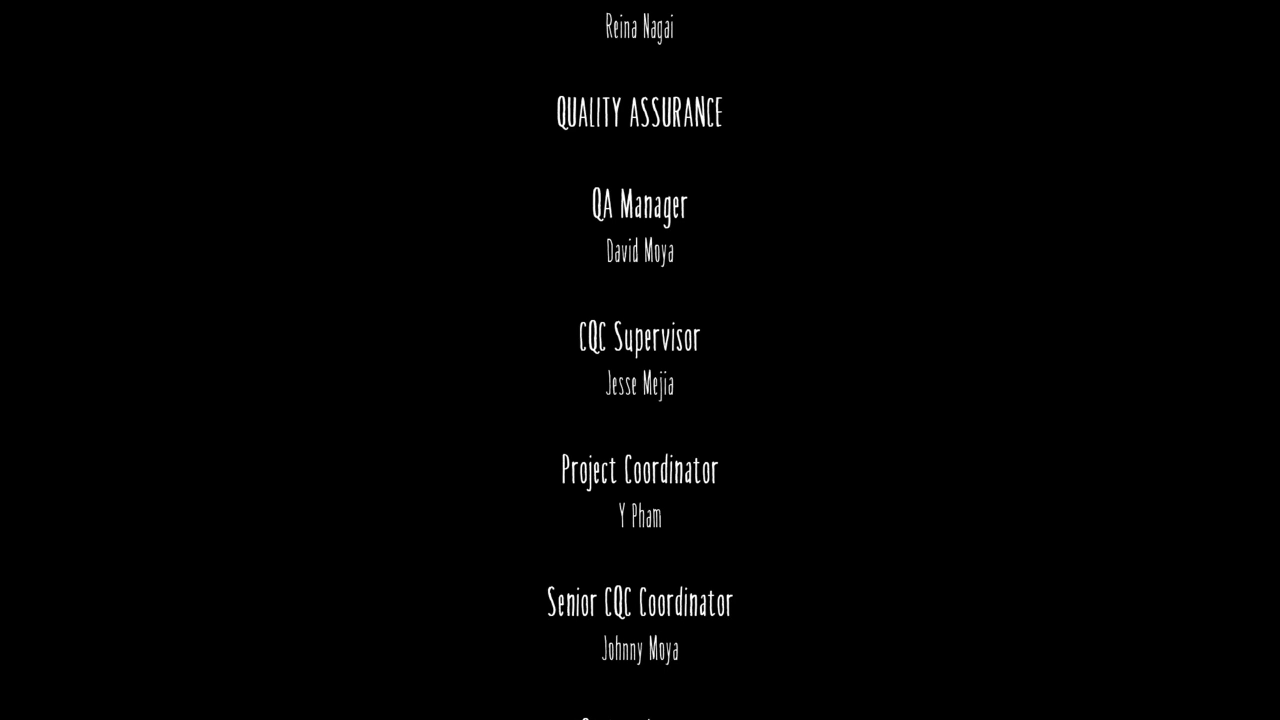 Reina Nagai
QUALITY ASSURANCE
QA Manager
David Moya
CQC Supervisor
Jesse Mejia
Project Coordinator
Y Pham
Senior CQC Coordinator
Johnny Moya